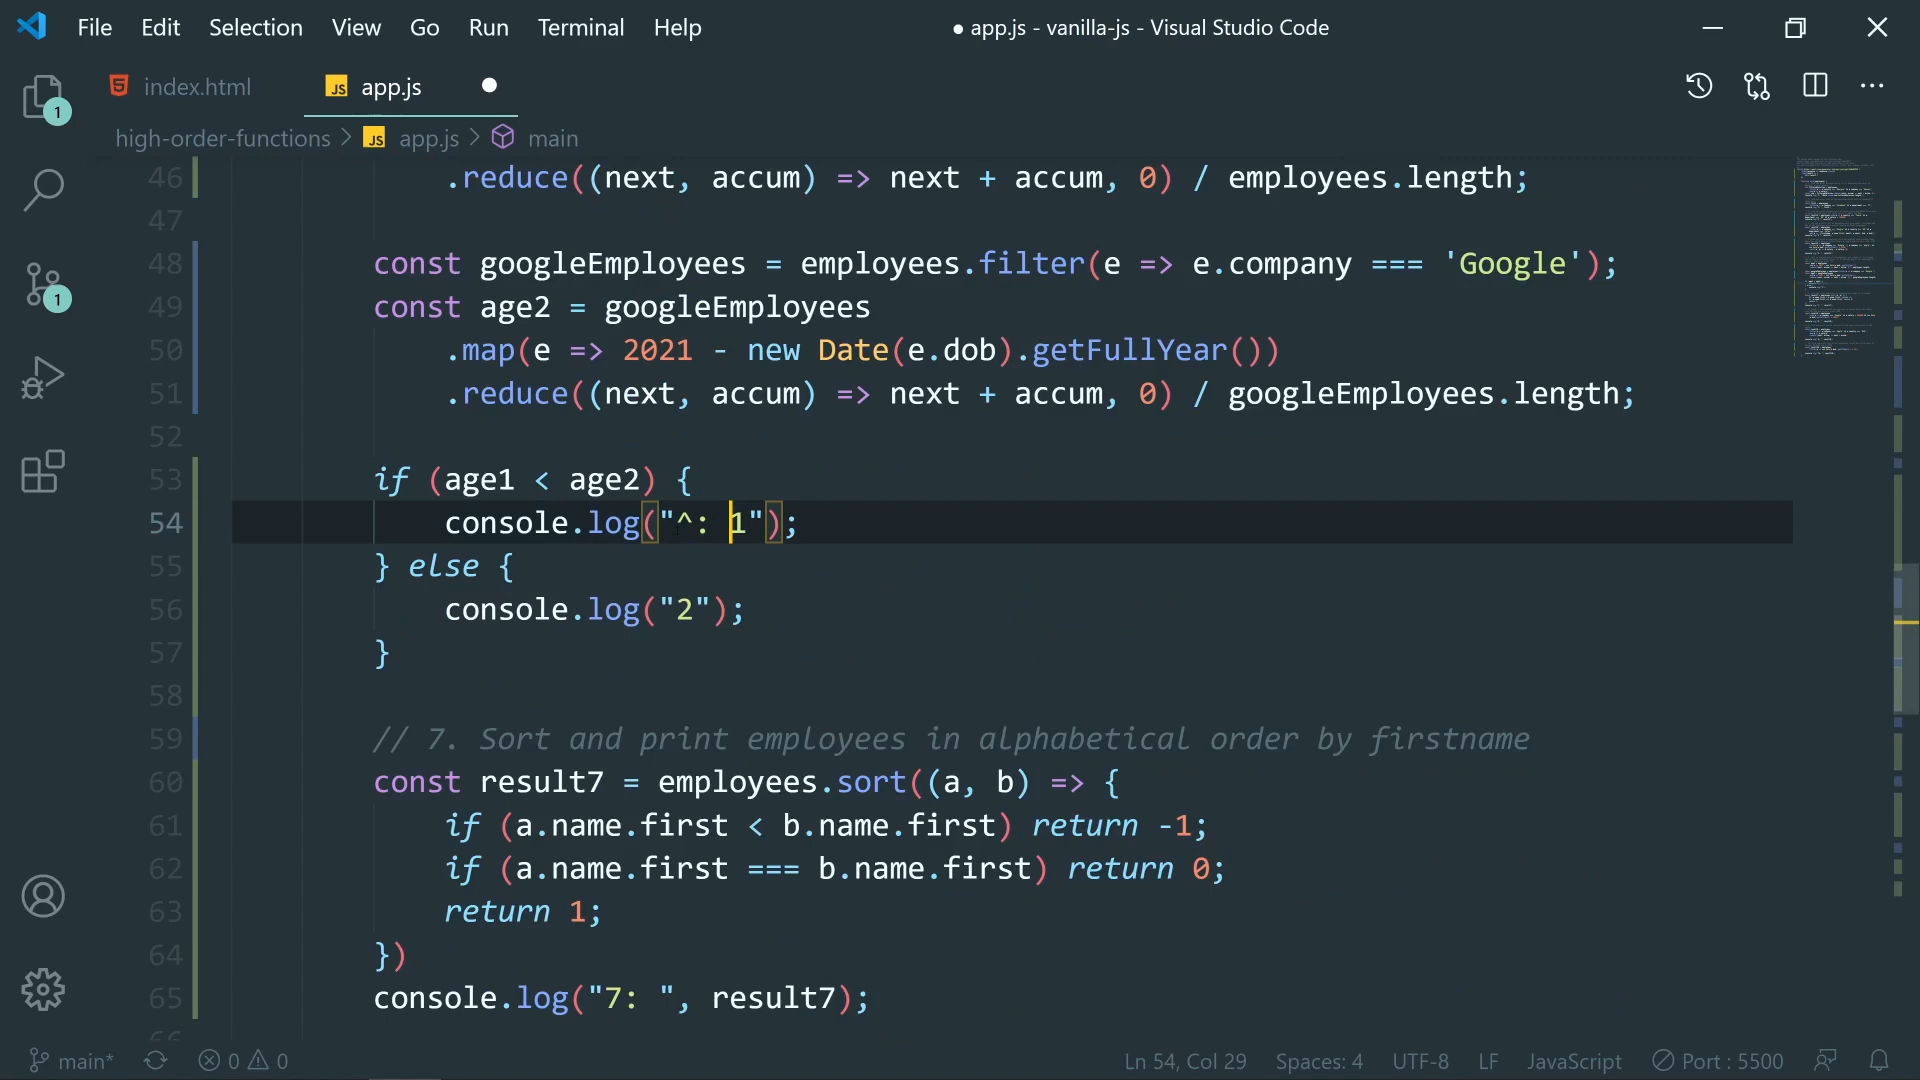 File Edit Selection View Go Run Terminal Help
● app.js - vanilla-js - Visual Studio Code
index.html
JS app.js
high-order-functions > JS app.js > main
46 .reduce((next, accum) => next + accum, 0) / employees.length;
47
48 const googleEmployees = employees.filter(e => e.company === 'Google');
49 const age2 = googleEmployees
50 .map(e => 2021 - new Date(e.dob).getFullYear())
51 .reduce((next, accum) => next + accum, 0) / googleEmployees.length;
52
53 if (age1 < age2) {
54 console.log("^: 1");
55 } else {
56 console.log("2");
57 }
58
59 // 7. Sort and print employees in alphabetical order by firstname
60 const result7 = employees.sort((a, b) => {
61 if (a.name.first < b.name.first) return -1;
62 if (a.name.first === b.name.first) return 0;
63 return 1;
64 })
65 console.log("7: ", result7);
66
1
1
main* 0 0 Ln 54, Col 29 Spaces: 4 UTF-8 LF JavaScript Port : 5500